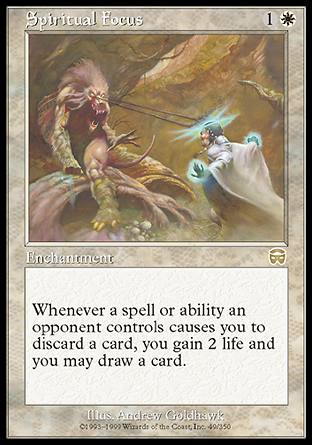 Spiritual Focus 1
Enchantment
Whenever a spell or ability an
opponent controls causes you to
discard a card, you gain 2 life and
you may draw a card.
Illus. Andrew Goldhawk
©1993-1999 Wizards of the Coast, Inc. 49/350